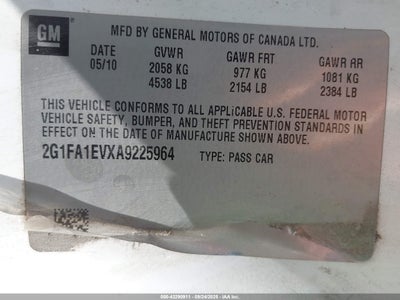 GM
MFD BY GENERAL MOTORS OF CANADA LTD.
DATE GVWR GAWR FRT GAWR RR
05/10 2058 KG 977 KG 1081 KG
4538 LB 2154 LB 2384 LB
THIS VEHICLE CONFORMS TO ALL APPLICABLE U.S. FEDERAL MOTOR
VEHICLE SAFETY, BUMPER, AND THEFT PREVENTION STANDARDS IN
EFFECT ON THE DATE OF MANUFACTURE SHOWN ABOVE.
2G1FA1EVXA9225964 TYPE: PASS CAR